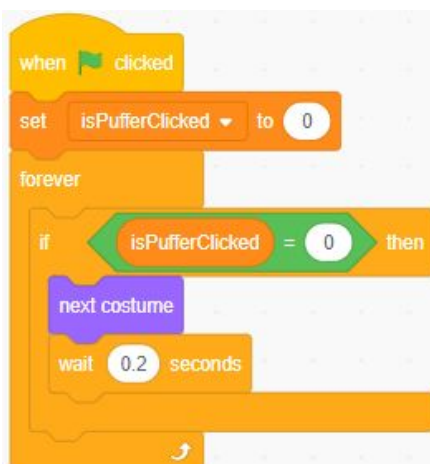 when clicked
set isPufferClicked to 0
forever
if isPufferClicked = 0 then
next costume
wait 0.2 seconds